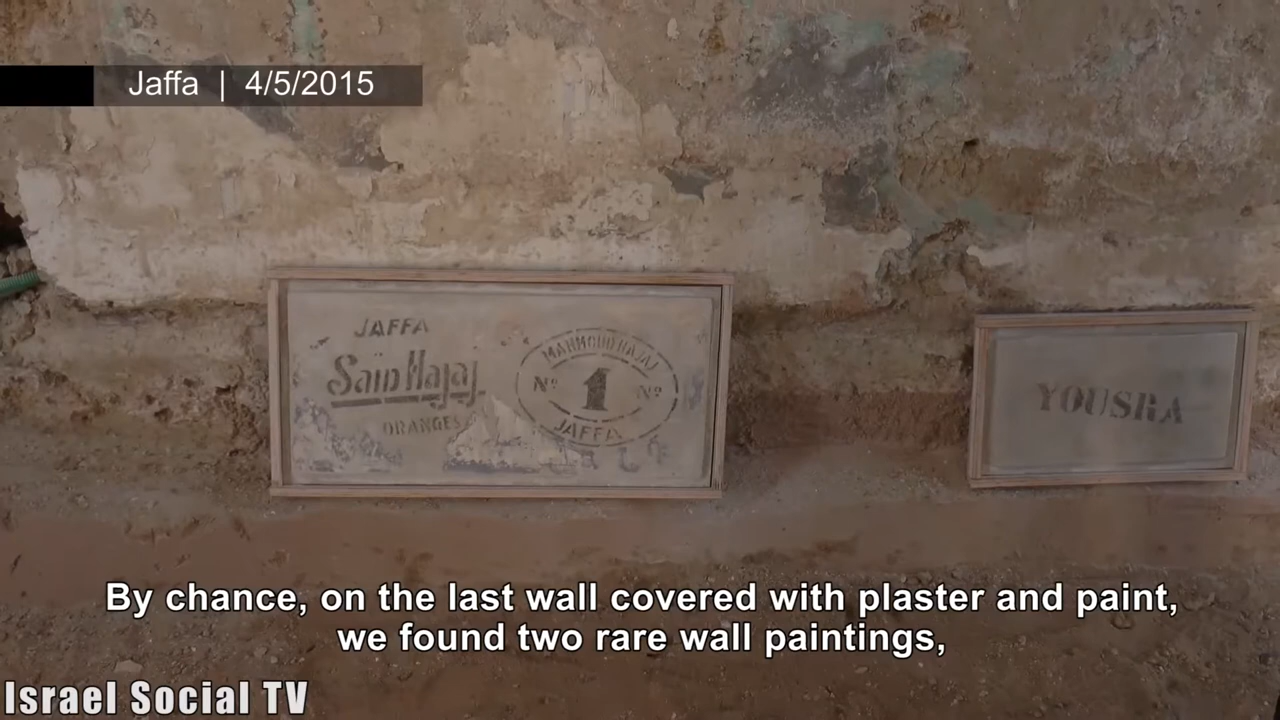 Jaffa | 4/5/2015
JAFFA
Said Hajaj
ORANGES
MAHMOUD HAJAJ
Nº 1 Nº
JAFFA
YOUSRA
By chance, on the last wall covered with plaster and paint,
we found two rare wall paintings,
Israel Social TV